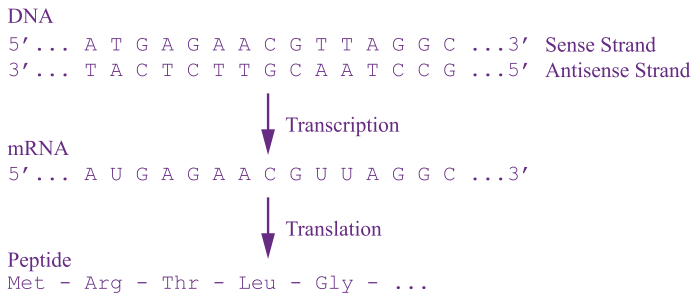 DNA
5’... A T G A G A A C G T T A G G C ...3’ Sense Strand
3’... T A C T C T T G C A A T C C G ...5’ Antisense Strand
Transcription
mRNA
5’... A U G A G A A C G U U A G G C ...3’
Translation
Peptide
Met - Arg - Thr - Leu - Gly - ...